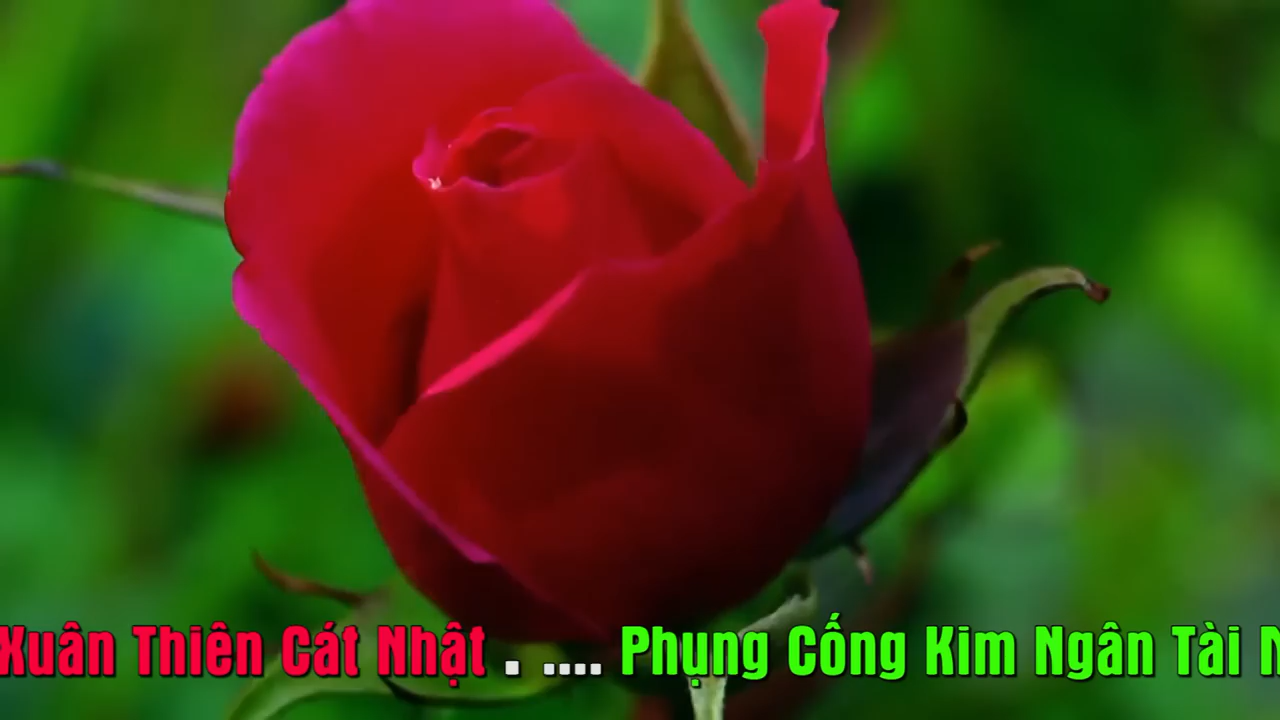 Xuân Thiên Cát Nhật . .... Phụng Cống Kim Ngân Tài